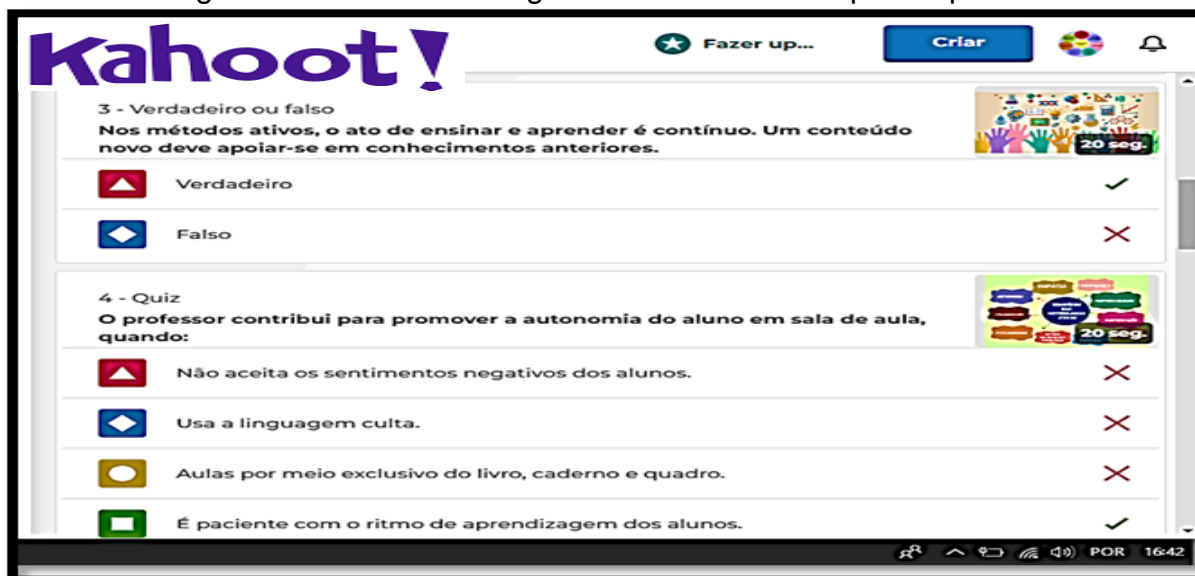 Kahoot!
Fazer up...
Criar
3 - Verdadeiro ou falso
Nos métodos ativos, o ato de ensinar e aprender é contínuo. Um conteúdo
novo deve apoiar-se em conhecimentos anteriores.
20 seg.
Verdadeiro
Falso
4 - Quiz
O professor contribui para promover a autonomia do aluno em sala de aula,
quando:
20 seg.
Não aceita os sentimentos negativos dos alunos.
Usa a linguagem culta.
Aulas por meio exclusivo do livro, caderno e quadro.
É paciente com o ritmo de aprendizagem dos alunos.
POR 16:42